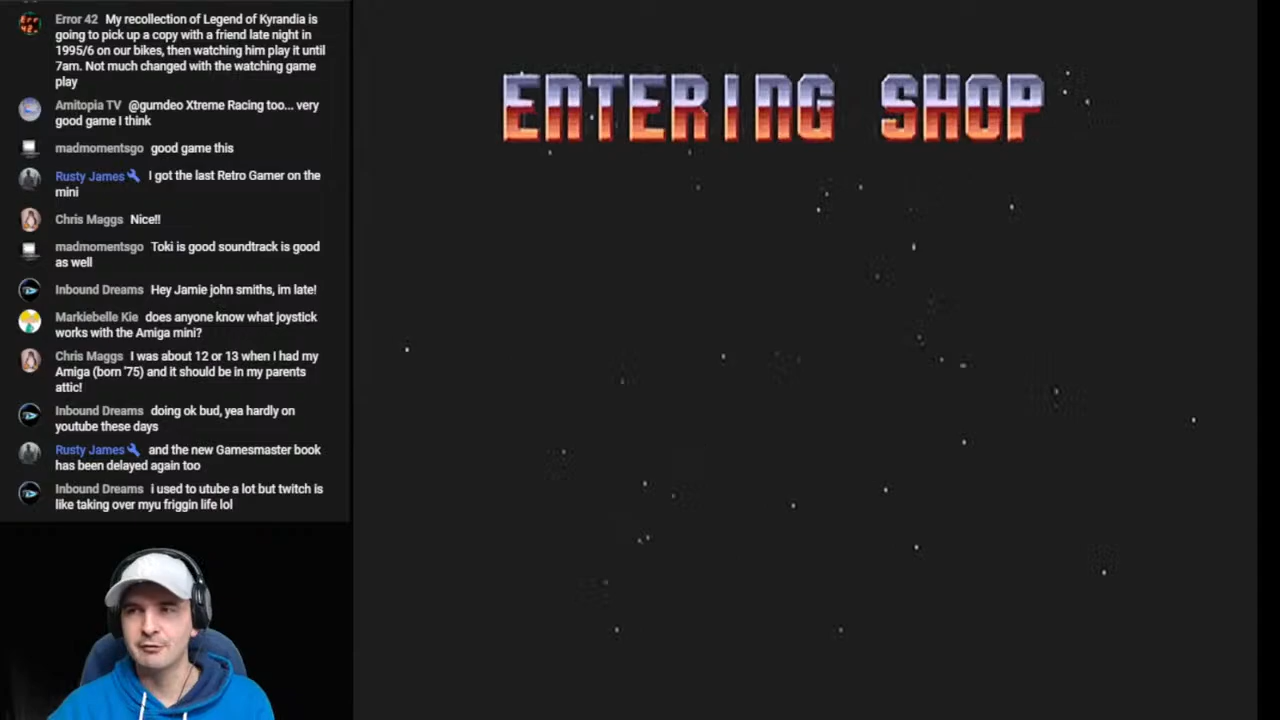 Error 42 My recollection of Legend of Kyrandia is
going to pick up a copy with a friend late night in
1995/6 on our bikes, then watching him play it until
7am. Not much changed with the watching game
play
Amitopia TV @gumdeo Xtreme Racing too... very
good game I think
madmomentsgo good game this
Rusty James I got the last Retro Gamer on the
mini
Chris Maggs Nice!!
madmomentsgo Toki is good soundtrack is good
as well
Inbound Dreams Hey Jamie john smiths, im late!
Markiebelle Kie does anyone know what joystick
works with the Amiga mini?
Chris Maggs I was about 12 or 13 when I had my
Amiga (born '75) and it should be in my parents
attic!
Inbound Dreams doing ok bud, yea hardly on
youtube these days
Rusty James and the new Gamesmaster book
has been delayed again too
Inbound Dreams i used to utube a lot but twitch is
like taking over myu friggin life lol
ENTERING SHOP